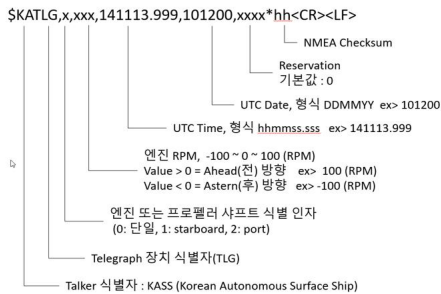 $KATLG,x,xxx,141113.999,101200,xxxx*hh<CR><LF>
NMEA Checksum
Reservation
기본값 : 0
UTC Date, 형식 DDMMYY  ex> 101200
UTC Time, 형식 hhmmss.sss  ex> 141113.999
엔진 RPM,  -100 ~ 0 ~ 100 (RPM)
Value > 0 = Ahead(전) 방향   ex>  100 (RPM)
Value < 0 = Astern(후) 방향  ex> -100 (RPM)
엔진 또는 프로펠러 샤프트 식별 인자
(0: 단일, 1: starboard, 2: port)
Telegraph 장치 식별자(TLG)
Talker 식별자 : KASS (Korean Autonomous Surface Ship)